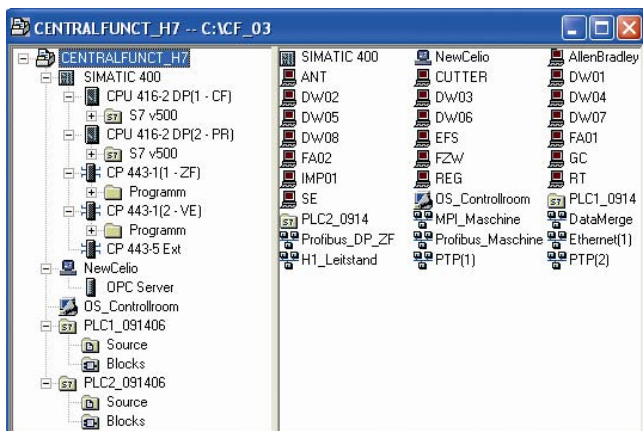 CENTRALFUNCT_H7 -- C:\CF_03
CENTRALFUNCT_H7
SIMATIC 400
CPU 416-2 DP(1 - CF)
S7 v500
CPU 416-2 DP(2 - PR)
S7 v500
CP 443-1(1 - ZF)
Programm
CP 443-1(2 - VE)
Programm
CP 443-5 Ext
NewCelio
OPC Server
OS_Controllroom
PLC1_091406
Source
Blocks
PLC2_091406
Source
Blocks
SIMATIC 400 NewCelio AllenBradley
ANT CUTTER DW01
DW02 DW03 DW04
DW05 DW06 DW07
DW08 EFS FA01
FA02 FZW GC
IMP01 REG RT
SE OS_Controllroom PLC1_0914
PLC2_0914 MPI_Maschine DataMerge
Profibus_DP_ZF Profibus_Maschine Ethernet(1)
H1_Leitstand PTP(1) PTP(2)